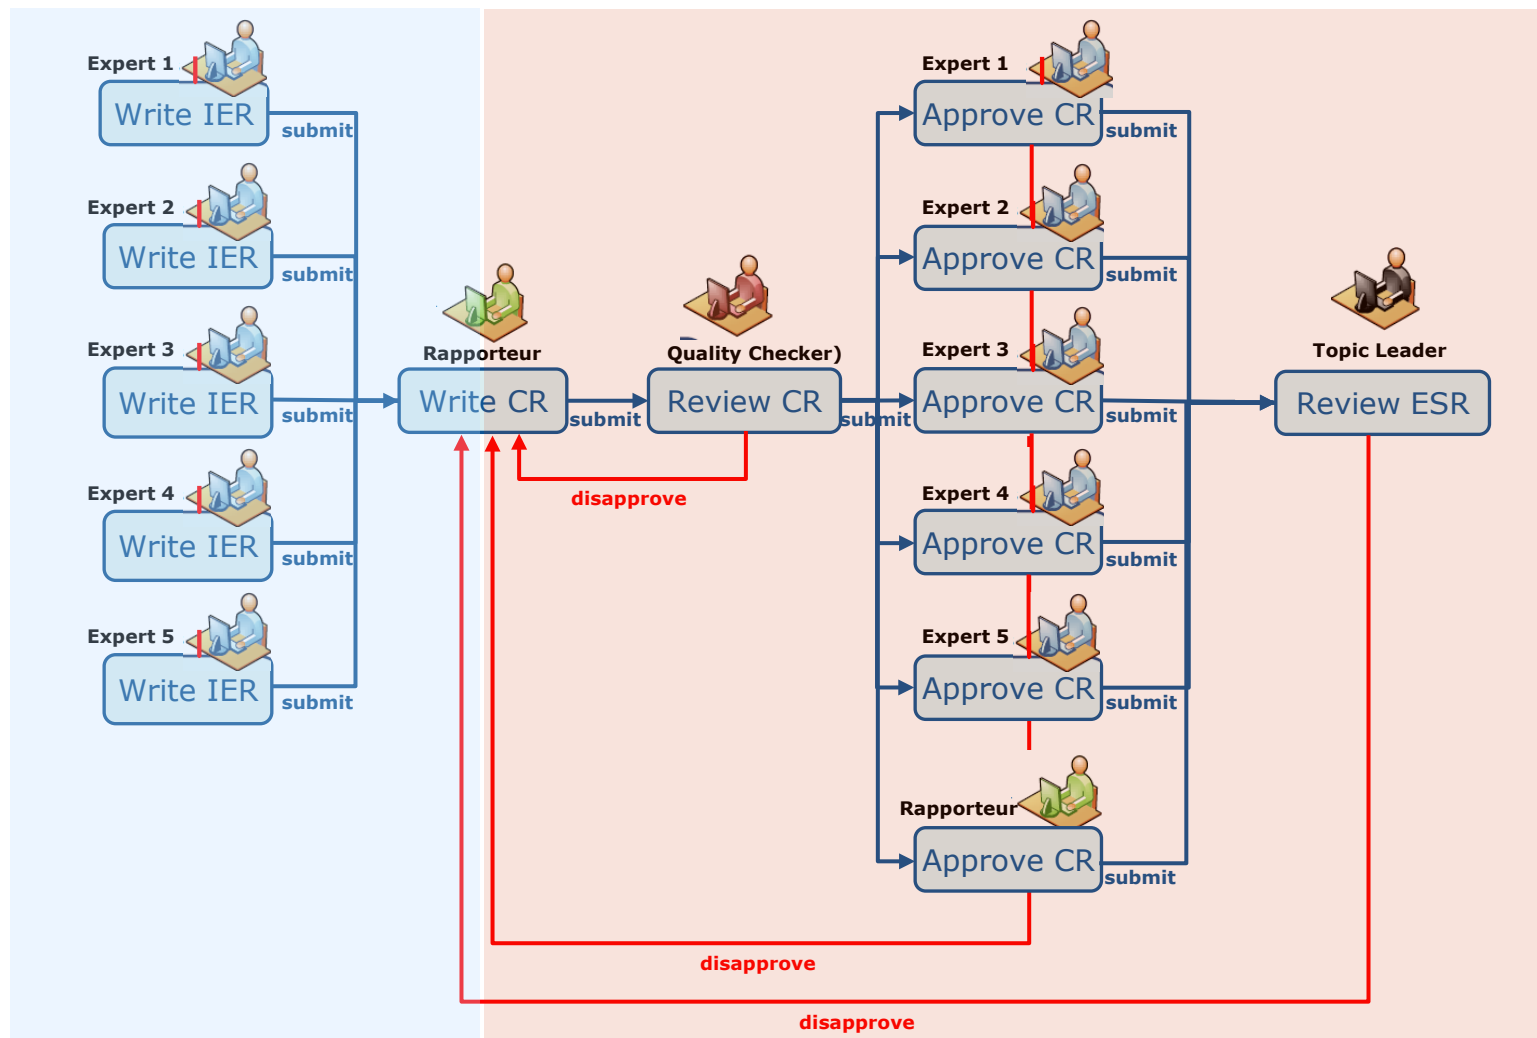 Expert 1
Write IER
submit
Expert 2
Write IER
submit
Expert 3
Write IER
submit
Expert 4
Write IER
submit
Expert 5
Write IER
submit
Rapporteur
Write CR
submit
disapprove
Quality Checker)
Review CR
submit
Expert 1
Approve CR
submit
Expert 2
Approve CR
submit
Expert 3
Approve CR
submit
Expert 4
Approve CR
submit
Expert 5
Approve CR
submit
Rapporteur
Approve CR
submit
disapprove
Topic Leader
Review ESR
disapprove